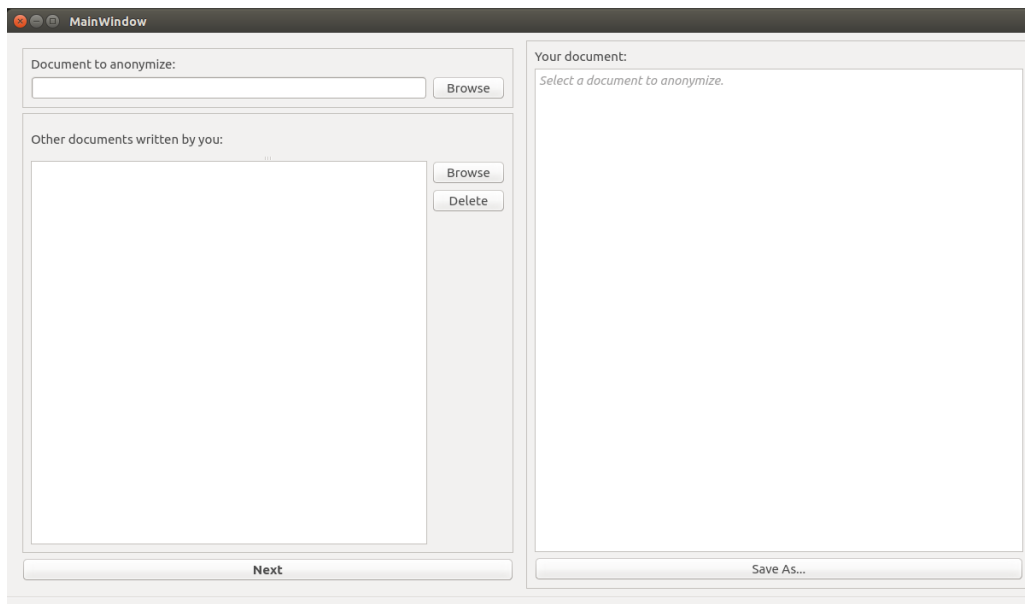 MainWindow
Document to anonymize:
Browse
Other documents written by you:
Browse
Delete
Next
Your document:
Select a document to anonymize.
Save As...